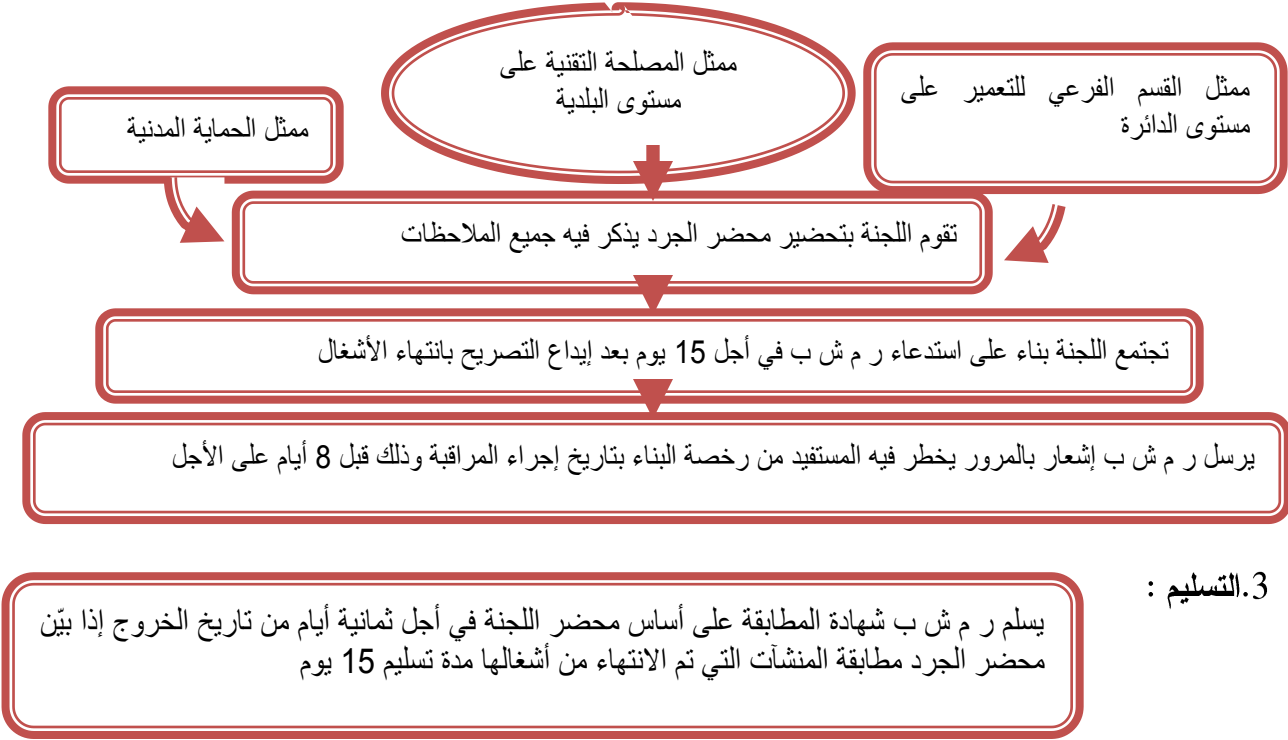 ممثل القسم الفرعي للتعمير على
مستوى الدائرة
ممثل المصلحة التقنية على
مستوى البلدية
ممثل الحماية المدنية
تقوم اللجنة بتحضير محضر الجرد يذكر فيه جميع الملاحظات
تجتمع اللجنة بناء على استدعاء ر م ش ب في أجل 15 يوم بعد إيداع التصريح بانتهاء الأشغال
يرسل ر م ش ب إشعار بالمرور يخطر فيه المستفيد من رخصة البناء بتاريخ إجراء المراقبة وذلك قبل 8 أيام على الأجل
3.التسليم :
يسلم ر م ش ب شهادة المطابقة على أساس محضر اللجنة في أجل ثمانية أيام من تاريخ الخروج إذا بيّن
محضر الجرد مطابقة المنشآت التي تم الانتهاء من أشغالها مدة تسليم 15 يوم